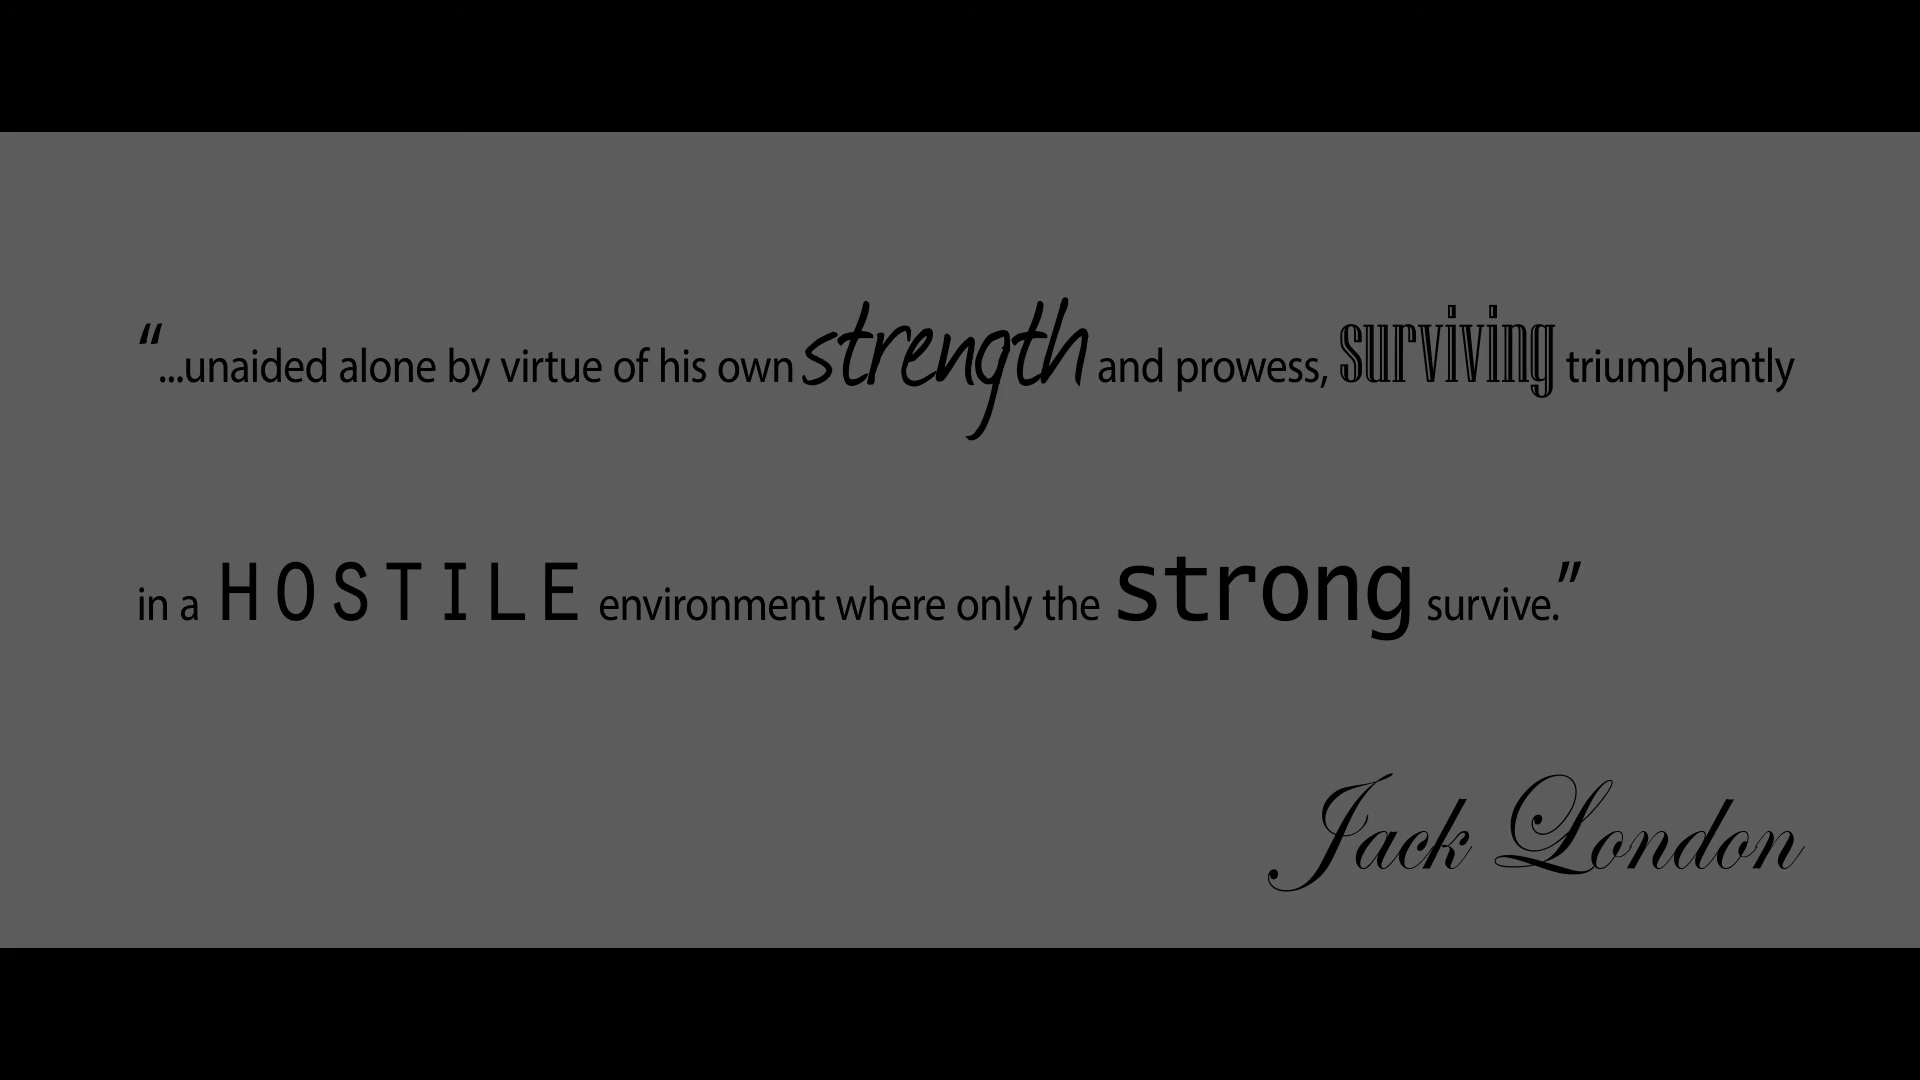 “...unaided alone by virtue of his own strength and prowess, surviving triumphantly
in a HOSTILE environment where only the strong survive.”
Jack London